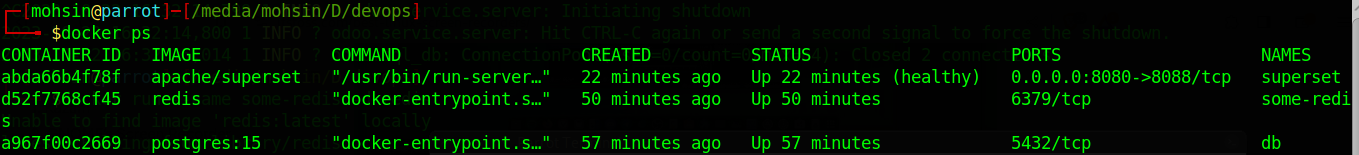 ┌─[mohsin@parrot]─[/media/mohsin/D/devops]
└──╼ $docker ps
CONTAINER ID   IMAGE             COMMAND                  CREATED          STATUS                    PORTS                    NAMES
abda66b4f78f   apache/superset   "/usr/bin/run-server…"   22 minutes ago   Up 22 minutes (healthy)   0.0.0.0:8080->8088/tcp   superset
d52f7768cf45   redis             "docker-entrypoint.s…"   50 minutes ago   Up 50 minutes             6379/tcp                 some-redi
s
a967f00c2669   postgres:15       "docker-entrypoint.s…"   57 minutes ago   Up 57 minutes             5432/tcp                 db